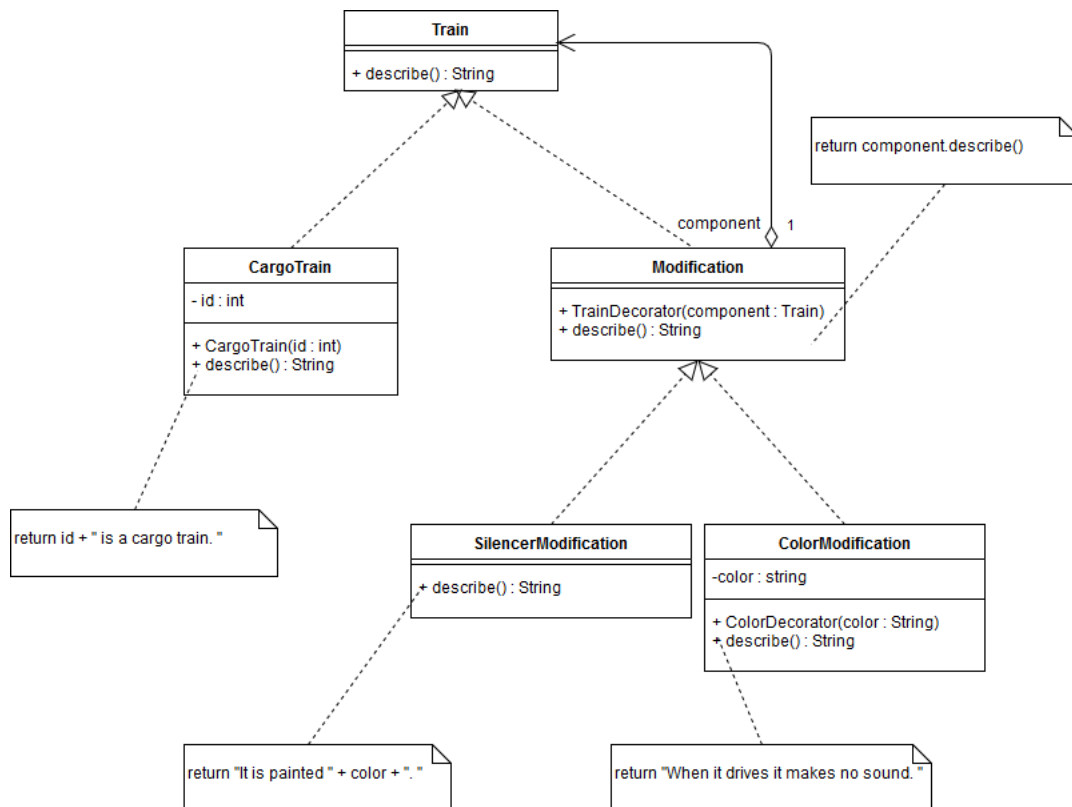 Train
+ describe() : String
return component.describe()
component
1
CargoTrain
- id : int
+ CargoTrain(id : int)
+ describe() : String
Modification
+ TrainDecorator(component : Train)
+ describe() : String
return id + " is a cargo train. "
SilencerModification
+ describe() : String
ColorModification
-color : string
+ ColorDecorator(color : String)
+ describe() : String
return "It is painted " + color + ". "
return "When it drives it makes no sound. "